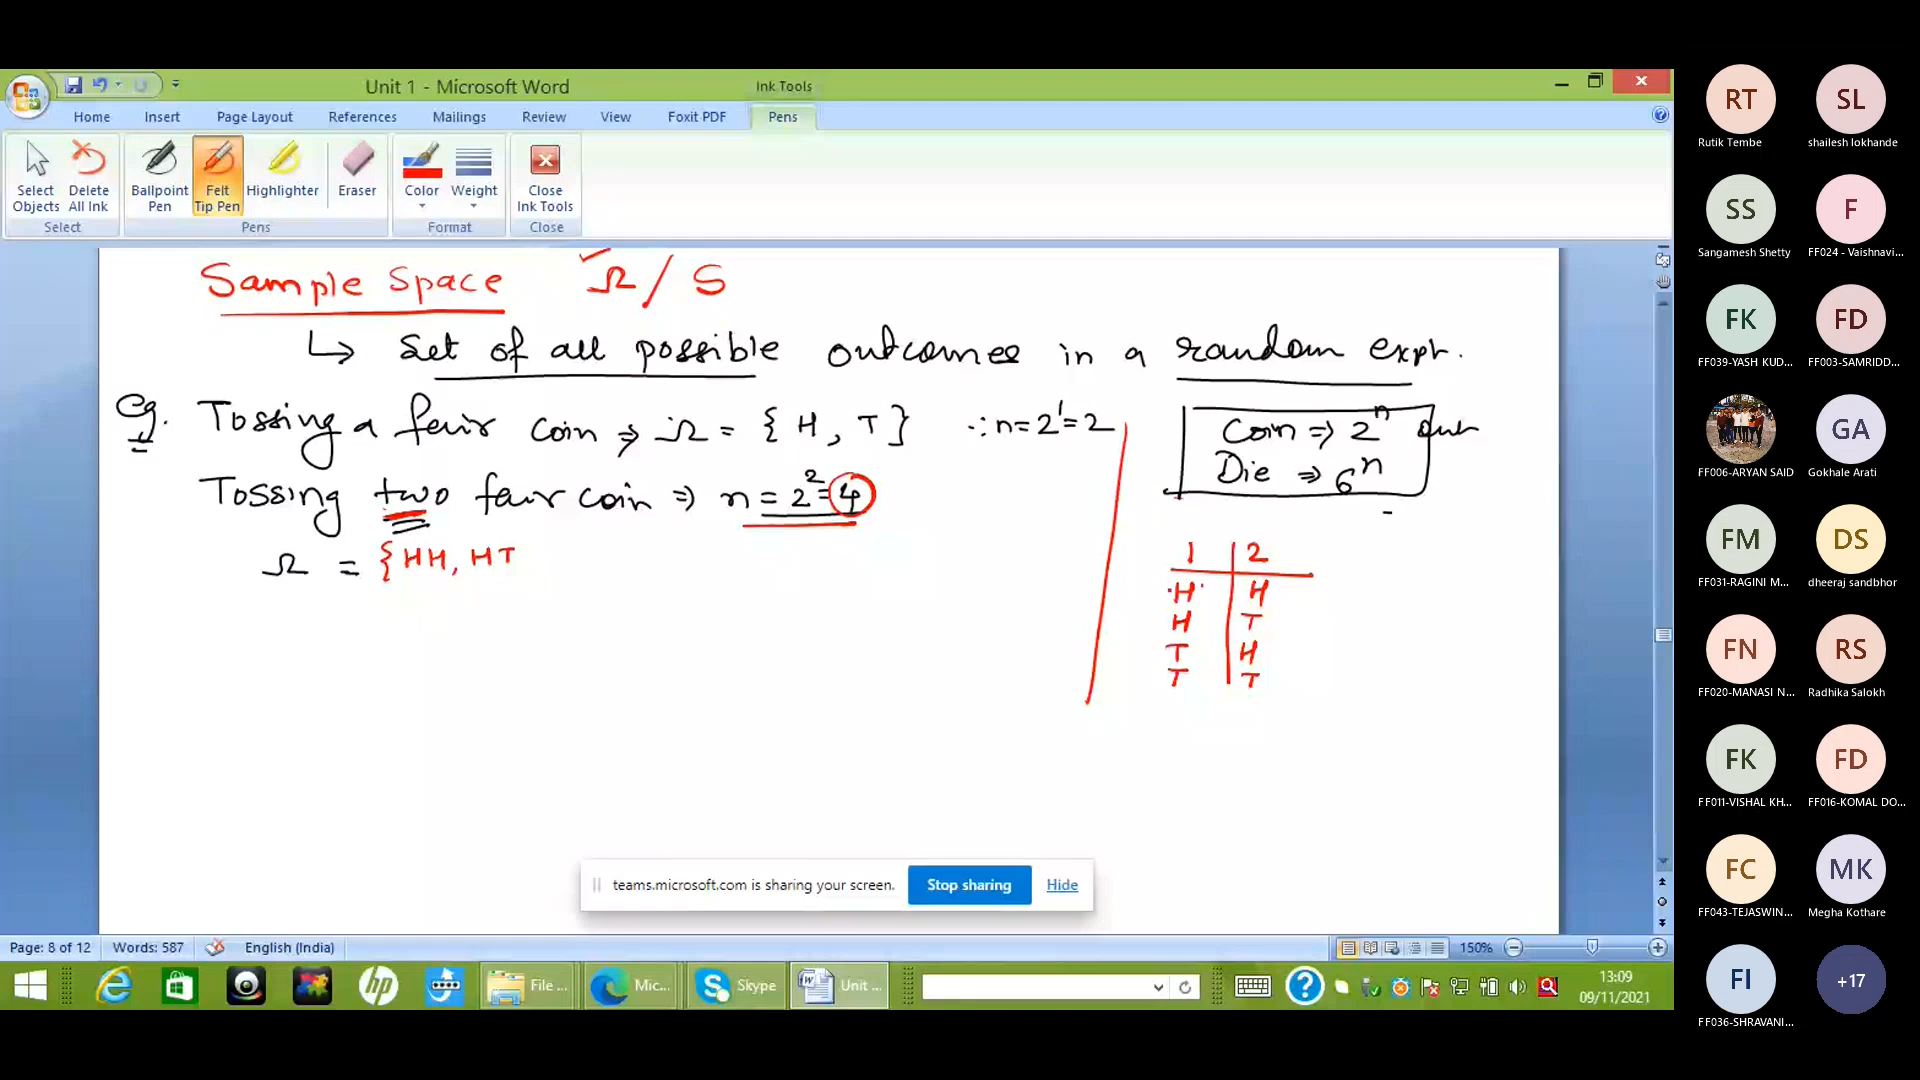 Unit 1 - Microsoft Word
Ink Tools
Home Insert Page Layout References Mailings Review View Foxit PDF Pens
Select Objects
Delete All Ink
Ballpoint Pen
Felt Tip Pen
Highlighter
Eraser
Color
Weight
Close Ink Tools
Select Pens Format Close
Sample Space Ω / S
↳ Set of all possible outcomes in a random expt.
Eg. Tossing a fair coin ⇒ Ω = { H, T } ∴ n = 2¹ = 2
Tossing two fair coin ⇒ n = 2² = 4
Ω = { HH, HT
Coin ⇒ 2ⁿ
Die ⇒ 6ⁿ
1 | 2
H | H
H | T
T | H
T | T
teams.microsoft.com is sharing your screen. Stop sharing Hide
Page: 8 of 12 Words: 587 English (India) 150%
File ... Mic... Skype Unit ...
13:09
09/11/2021
RT SL
Rutik Tembe shailesh lokhande
SS F
Sangamesh Shetty FF024 - Vaishnavi...
FK FD
FF039-YASH KUD... FF003-SAMRIDD...
GA
FF006-ARYAN SAID Gokhale Arati
FM DS
FF031-RAGINI M... dheeraj sandbhor
FN RS
FF020-MANASI N... Radhika Salokh
FK FD
FF011-VISHAL KH... FF016-KOMAL DO...
FC MK
FF043-TEJASWIN... Megha Kothare
FI +17
FF036-SHRAVANI...